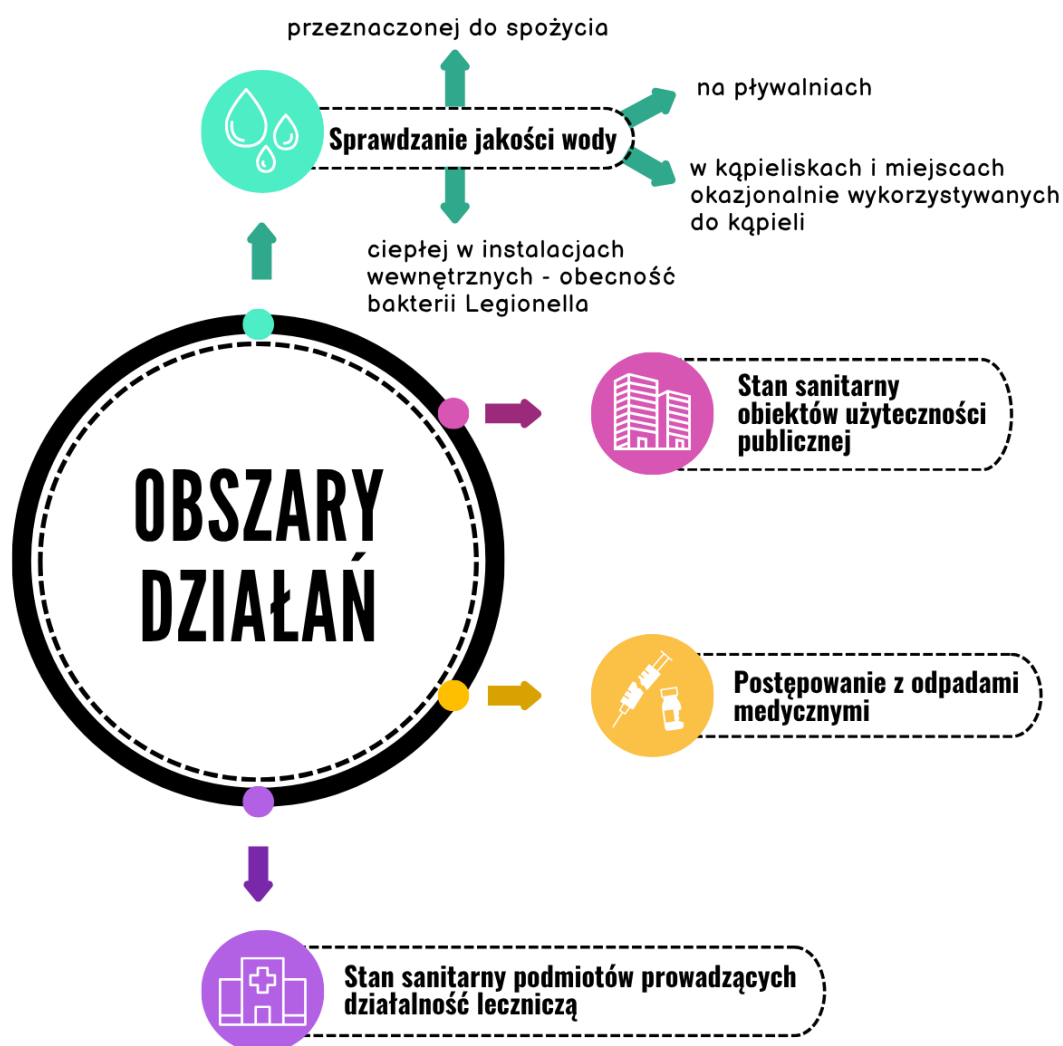 przeznaczonej do spożycia
na pływalniach
Sprawdzanie jakości wody
w kąpieliskach i miejscach
okazjonalnie wykorzystywanych
do kąpieli
ciepłej w instalacjach
wewnętrznych - obecność
bakterii Legionella
Stan sanitarny
obiektów użyteczności
publicznej
OBSZARY
DZIAŁAŃ
Postępowanie z odpadami
medycznymi
Stan sanitarny podmiotów prowadzących
działalność leczniczą